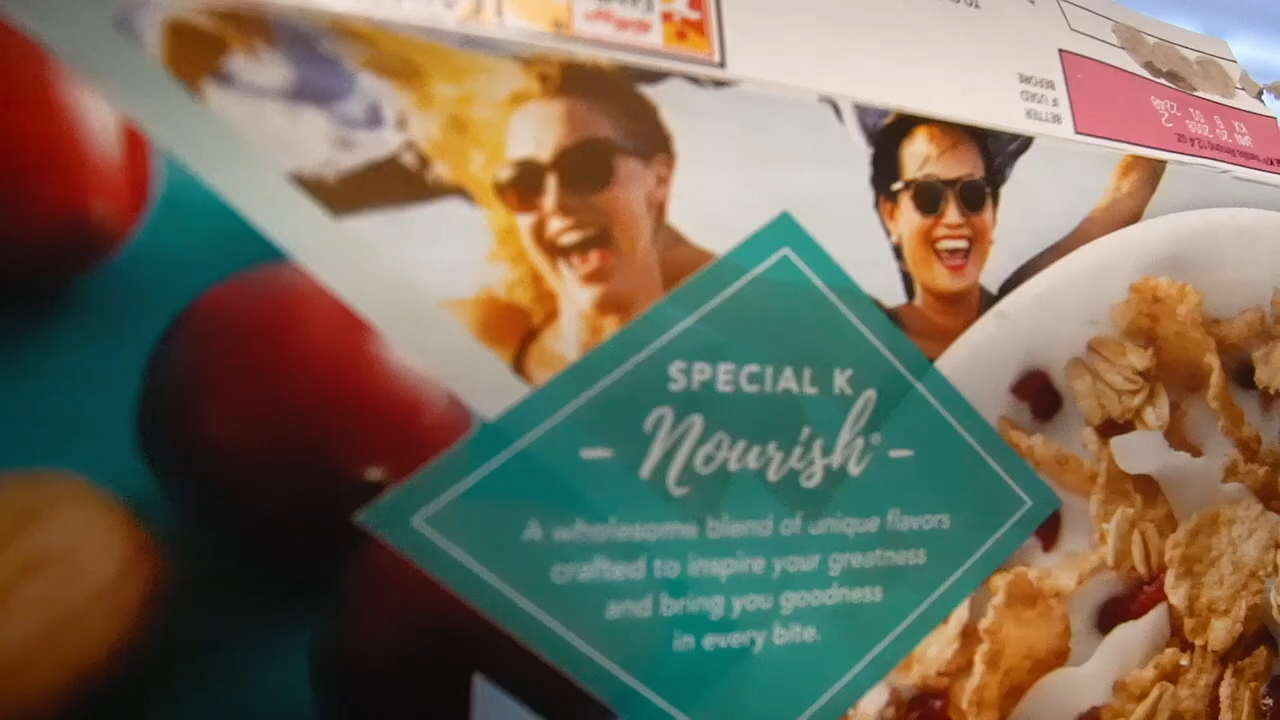 BETTER
IF USED
BEFORE
SPECIAL K
- Nourish -
A wholesome blend of unique flavors
crafted to inspire your greatness
and bring you goodness
in every bite.